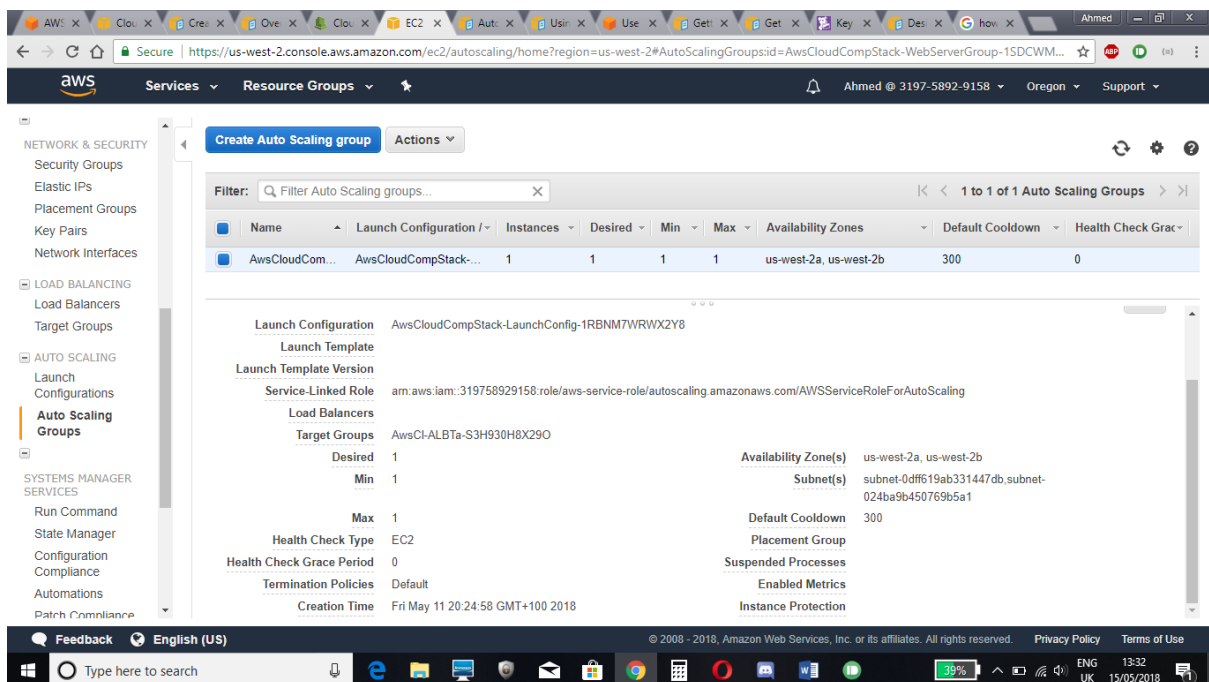 AWS
Clou
Crea
Ove
Clou
EC2
Auto
Usin
Use
Gett
Get
Key
Des
how
Ahmed
Secure | https://us-west-2.console.aws.amazon.com/ec2/autoscaling/home?region=us-west-2#AutoScalingGroups:id=AwsCloudCompStack-WebServerGroup-1SDCWM...
ABP
aws
Services
Resource Groups
Ahmed @ 3197-5892-9158
Oregon
Support
NETWORK & SECURITY
Security Groups
Elastic IPs
Placement Groups
Key Pairs
Network Interfaces
LOAD BALANCING
Load Balancers
Target Groups
AUTO SCALING
Launch
Configurations
Auto Scaling
Groups
SYSTEMS MANAGER
SERVICES
Run Command
State Manager
Configuration
Compliance
Automations
Patch Compliance
Create Auto Scaling group
Actions
Filter: Filter Auto Scaling groups...
1 to 1 of 1 Auto Scaling Groups
Name Launch Configuration / Instances Desired Min Max Availability Zones Default Cooldown Health Check Grac
AwsCloudCom... AwsCloudCompStack-... 1 1 1 1 us-west-2a, us-west-2b 300 0
Launch Configuration AwsCloudCompStack-LaunchConfig-1RBNM7WRWX2Y8
Launch Template
Launch Template Version
Service-Linked Role arn:aws:iam::319758929158:role/aws-service-role/autoscaling.amazonaws.com/AWSServiceRoleForAutoScaling
Load Balancers
Target Groups AwsCl-ALBTa-S3H930H8X29O
Desired 1 Availability Zone(s) us-west-2a, us-west-2b
Min 1 Subnet(s) subnet-0dff619ab331447db,subnet-
024ba9b450769b5a1
Max 1 Default Cooldown 300
Health Check Type EC2 Placement Group
Health Check Grace Period 0 Suspended Processes
Termination Policies Default Enabled Metrics
Creation Time Fri May 11 20:24:58 GMT+100 2018 Instance Protection
Feedback English (US) © 2008 - 2018, Amazon Web Services, Inc. or its affiliates. All rights reserved. Privacy Policy Terms of Use
Type here to search
39%
ENG
UK
13:32
15/05/2018